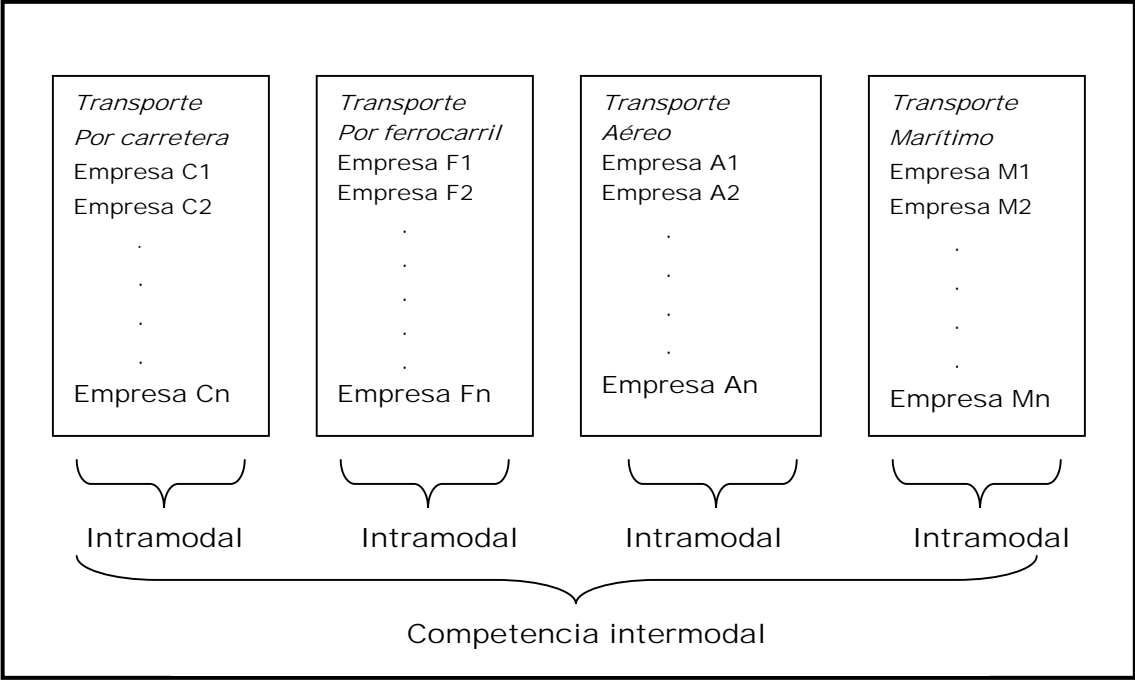 Transporte
Por carretera
Empresa C1
Empresa C2
.
.
.
.
Empresa Cn
Transporte
Por ferrocarril
Empresa F1
Empresa F2
.
.
.
.
.
Empresa Fn
Transporte
Aéreo
Empresa A1
Empresa A2
.
.
.
.
Empresa An
Transporte
Marítimo
Empresa M1
Empresa M2
.
.
.
.
Empresa Mn
Intramodal
Intramodal
Intramodal
Intramodal
Competencia intermodal